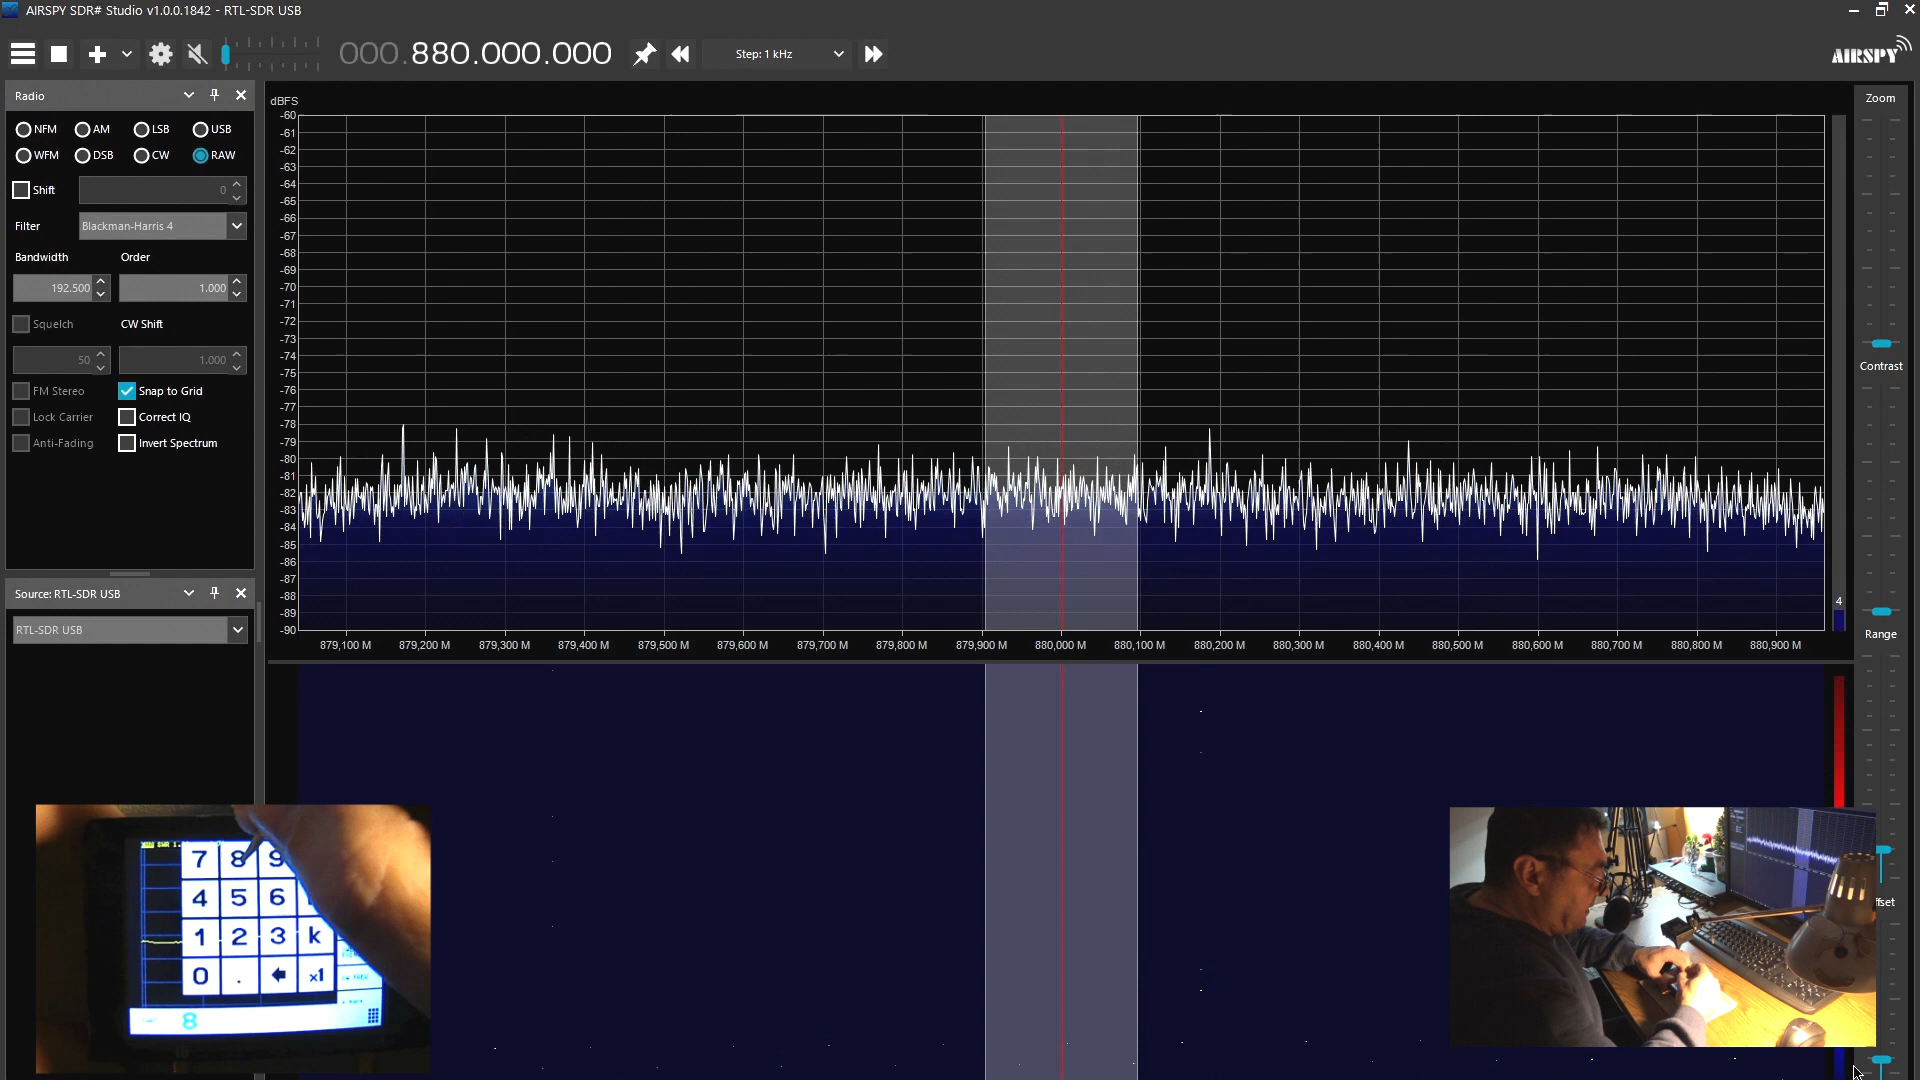 AIRSPY SDR# Studio v1.0.0.1842 - RTL-SDR USB
000.880.000.000
Step: 1 kHz
AIRSPY
Radio
NFM AM LSB USB
WFM DSB CW RAW
Shift 0
Filter Blackman-Harris 4
Bandwidth Order
192.500 1.000
Squelch CW Shift
50 1.000
FM Stereo Snap to Grid
Lock Carrier Correct IQ
Anti-Fading Invert Spectrum
Source: RTL-SDR USB
RTL-SDR USB
dBFS
-60
-61
-62
-63
-64
-65
-66
-67
-68
-69
-70
-71
-72
-73
-74
-75
-76
-77
-78
-79
-80
-81
-82
-83
-84
-85
-86
-87
-88
-89
-90
879,100 M 879,200 M 879,300 M 879,400 M 879,500 M 879,600 M 879,700 M 879,800 M 879,900 M 880,000 M 880,100 M 880,200 M 880,300 M 880,400 M 880,500 M 880,600 M 880,700 M 880,800 M 880,900 M
4
Zoom
Contrast
Range
ffset
7 8 9
4 5 6
1 2 3 k
0 . x1
8